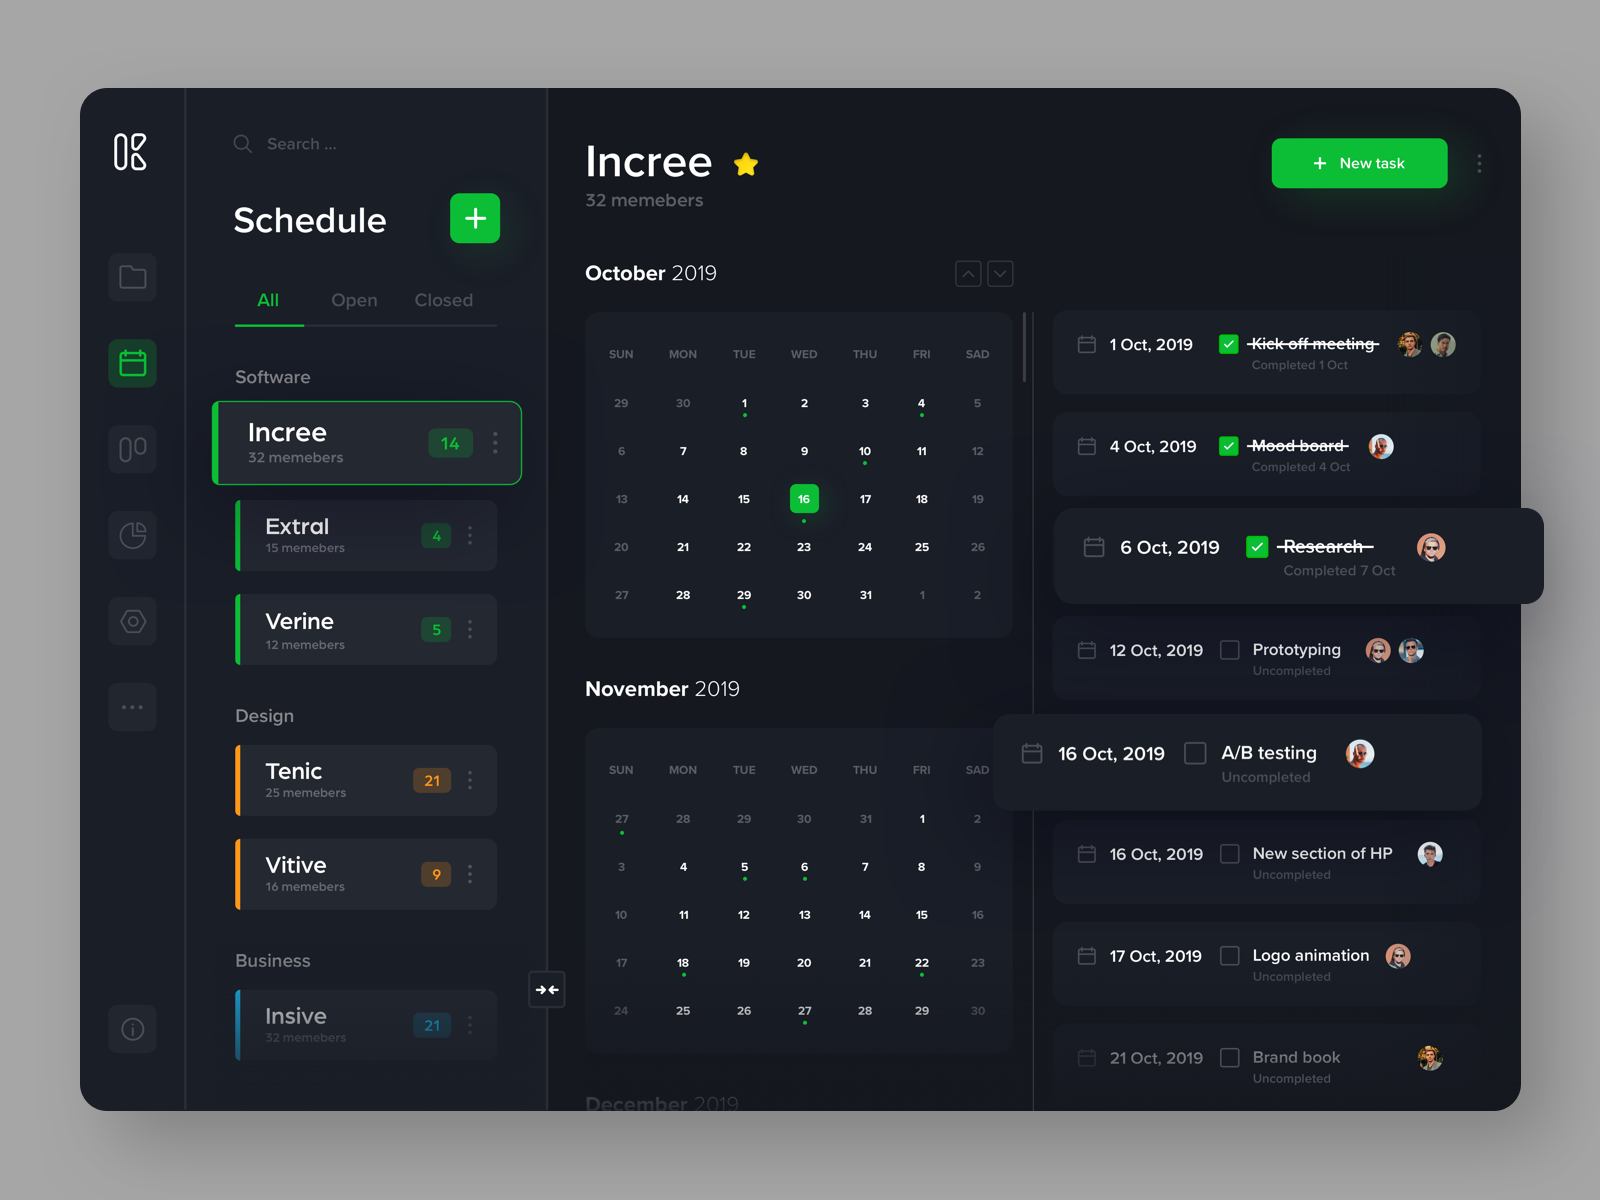 Search ...
Schedule
All Open Closed
Software
Incree
32 memebers
14
Extral
15 memebers
4
Verine
12 memebers
5
Design
Tenic
25 memebers
21
Vitive
16 memebers
9
Business
Insive
32 memebers
21
Incree
32 memebers
New task
October 2019
SUN MON TUE WED THU FRI SAD
29 30 1 2 3 4 5
6 7 8 9 10 11 12
13 14 15 16 17 18 19
20 21 22 23 24 25 26
27 28 29 30 31 1 2
November 2019
SUN MON TUE WED THU FRI SAD
27 28 29 30 31 1 2
3 4 5 6 7 8 9
10 11 12 13 14 15 16
17 18 19 20 21 22 23
24 25 26 27 28 29 30
December 2019
1 Oct, 2019 Kick off meeting
Completed 1 Oct
4 Oct, 2019 Mood board
Completed 4 Oct
6 Oct, 2019 Research
Completed 7 Oct
12 Oct, 2019 Prototyping
Uncompleted
16 Oct, 2019 A/B testing
Uncompleted
16 Oct, 2019 New section of HP
Uncompleted
17 Oct, 2019 Logo animation
Uncompleted
21 Oct, 2019 Brand book
Uncompleted